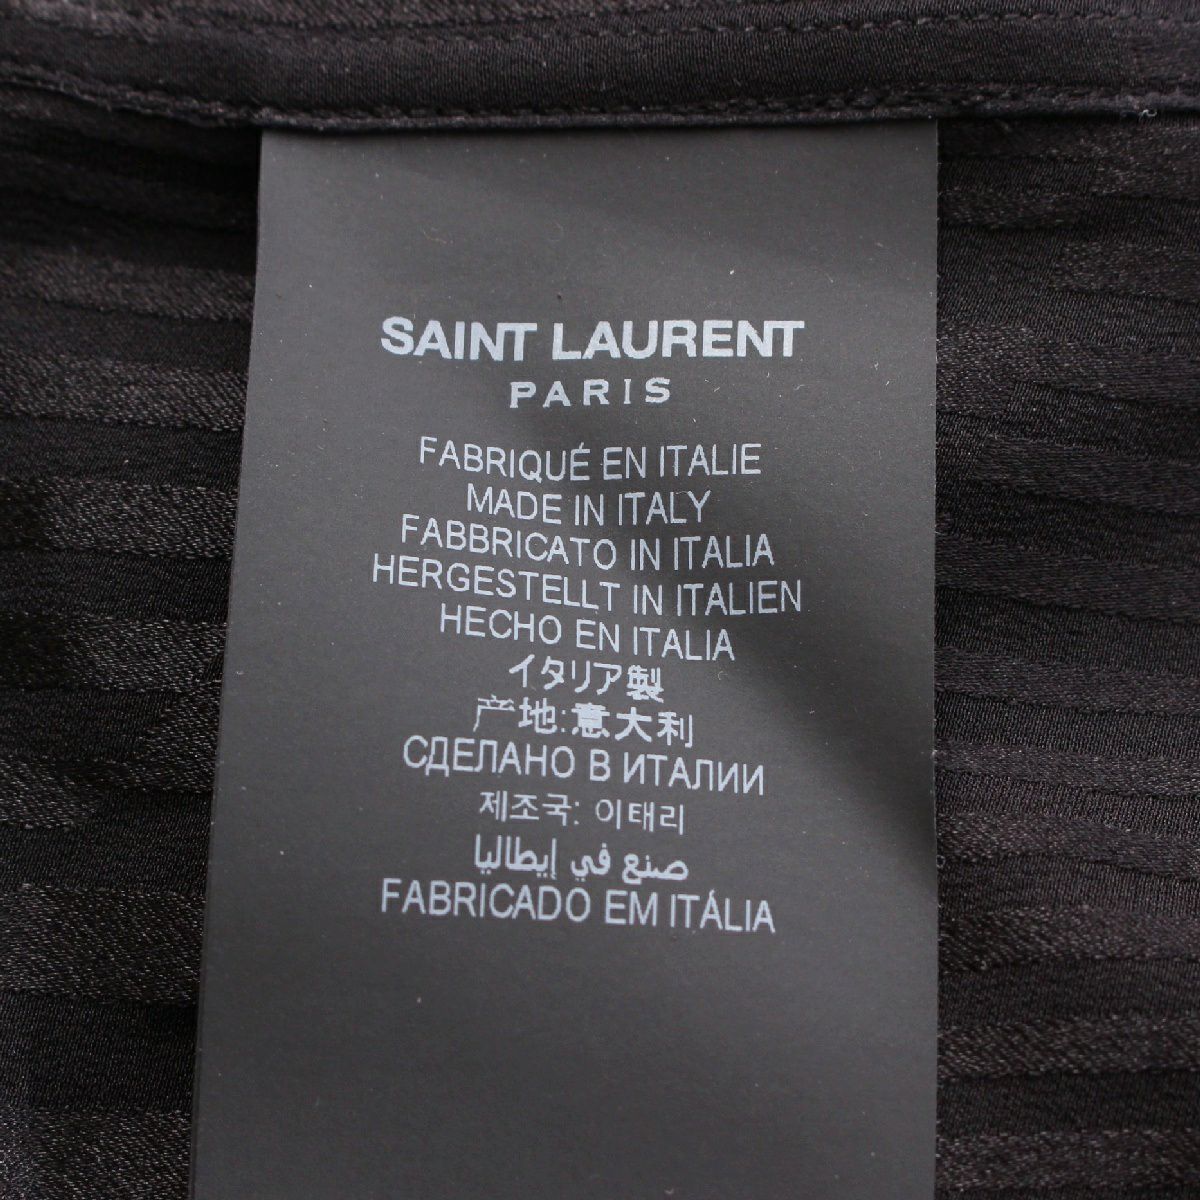 SAINT LAURENT
PARIS
FABRIQUÉ EN ITALIE
MADE IN ITALY
FABBRICATO IN ITALIA
HERGESTELLT IN ITALIEN
HECHO EN ITALIA
イタリア製
产地:意大利
СДЕЛАНО В ИТАЛИИ
제조국: 이태리
صنع في إيطاليا
FABRICADO EM ITÁLIA